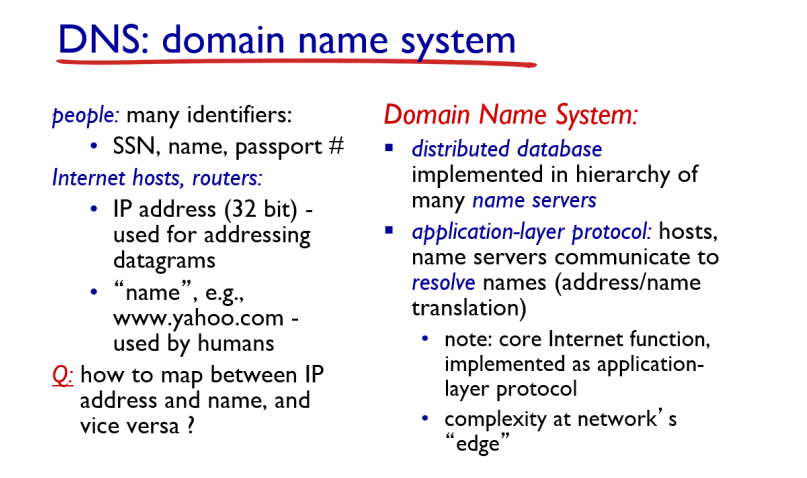 DNS: domain name system
people: many identifiers:
• SSN, name, passport #
Internet hosts, routers:
• IP address (32 bit) -
used for addressing
datagrams
• “name”, e.g.,
www.yahoo.com -
used by humans
Q: how to map between IP
address and name, and
vice versa ?
Domain Name System:
▪ distributed database
implemented in hierarchy of
many name servers
▪ application-layer protocol: hosts,
name servers communicate to
resolve names (address/name
translation)
• note: core Internet function,
implemented as application-
layer protocol
• complexity at network’s
“edge”